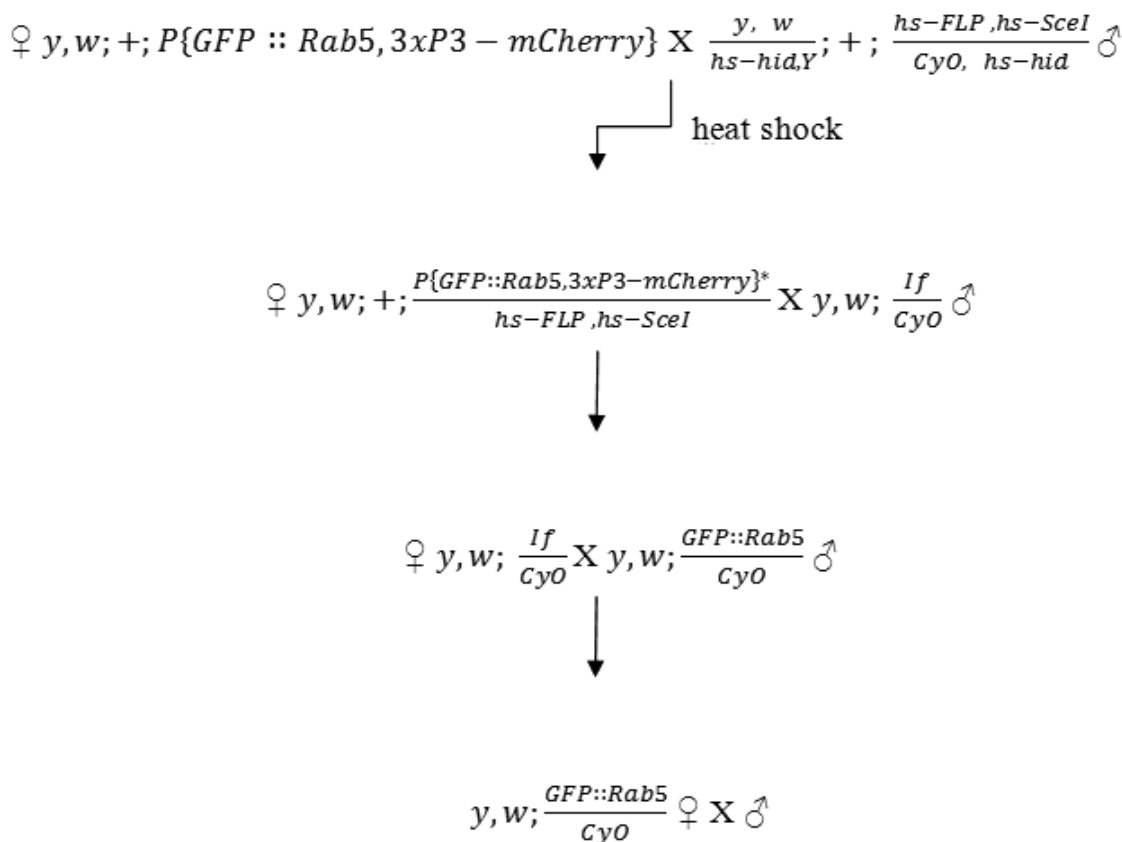 ♀ y,w;+;P{GFP :: Rab5,3xP3 − mCherry} X y, w / hs−hid,Y ; + ; hs−FLP ,hs−SceI / CyO, hs−hid ♂
heat shock
♀ y,w;+; P{GFP::Rab5,3xP3−mCherry}* / hs−FLP ,hs−SceI X y,w; If / CyO ♂
♀ y,w; If / CyO X y,w; GFP::Rab5 / CyO ♂
y,w; GFP::Rab5 / CyO ♀ X ♂